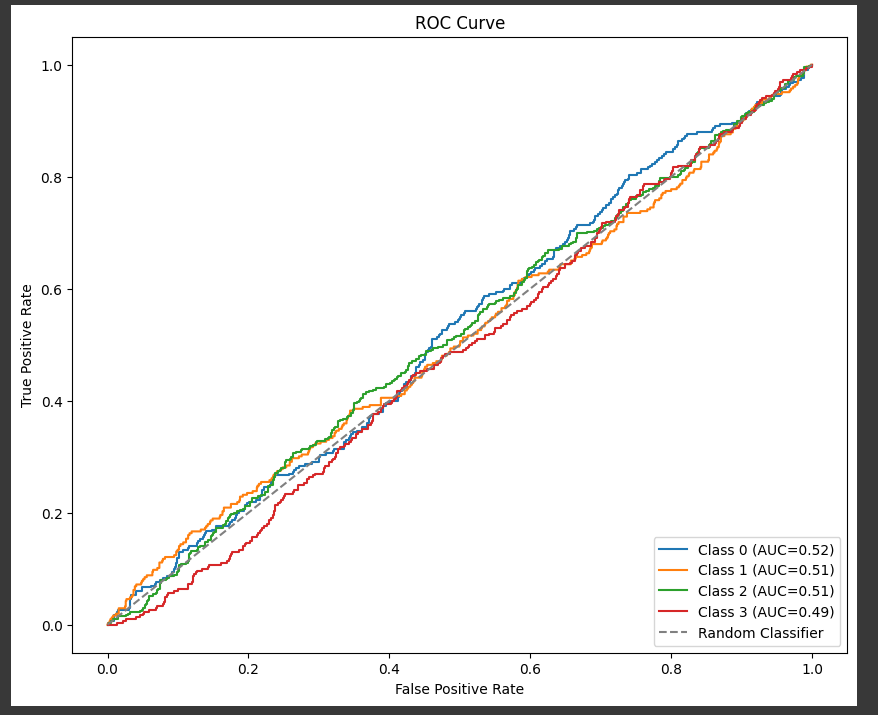 ROC Curve
1.0
0.8
0.6
0.4
0.2
0.0
True Positive Rate
Class 0 (AUC=0.52)
Class 1 (AUC=0.51)
Class 2 (AUC=0.51)
Class 3 (AUC=0.49)
Random Classifier
0.0 0.2 0.4 0.6 0.8 1.0
False Positive Rate